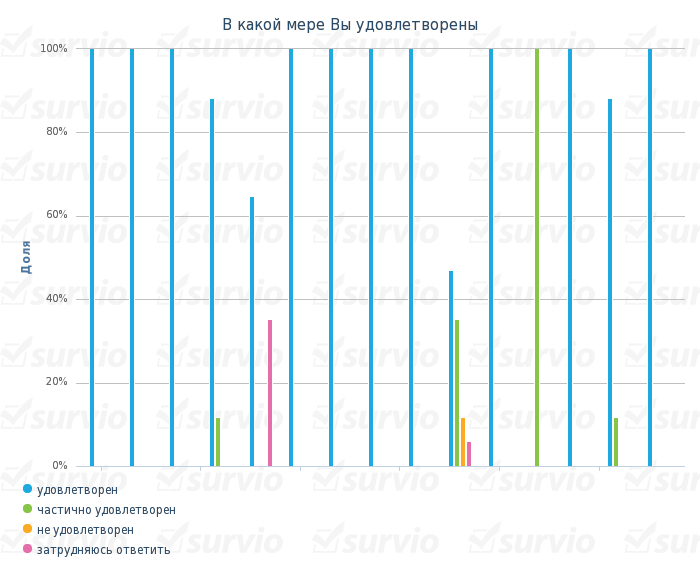 В какой мере Вы удовлетворены
100%
80%
60%
40%
20%
0%
Доля
удовлетворен
частично удовлетворен
не удовлетворен
затрудняюсь ответить
survio